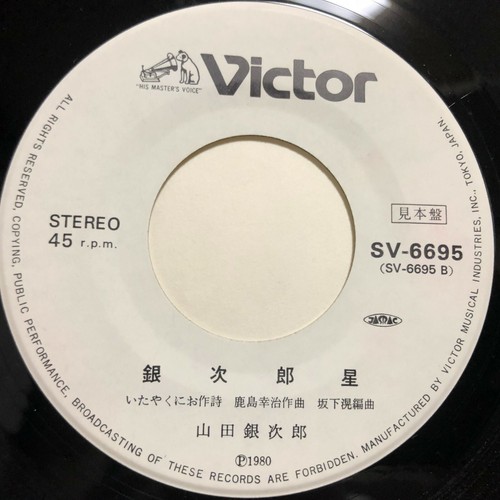 "HIS MASTER'S VOICE"
Victor
ALL RIGHTS RESERVED, COPYING, PUBLIC PERFORMANCE, BROADCASTING OF THESE RECORDS ARE FORBIDDEN. MANUFACTURED BY VICTOR MUSICAL INDUSTRIES, INC., TOKYO, JAPAN.
STEREO
45 r.p.m.
見本盤
SV-6695
(SV-6695 B)
JASRAC
銀次郎星
いたやくにお作詩 鹿島幸治作曲 坂下滉編曲
山田銀次郎
Ⓟ1980